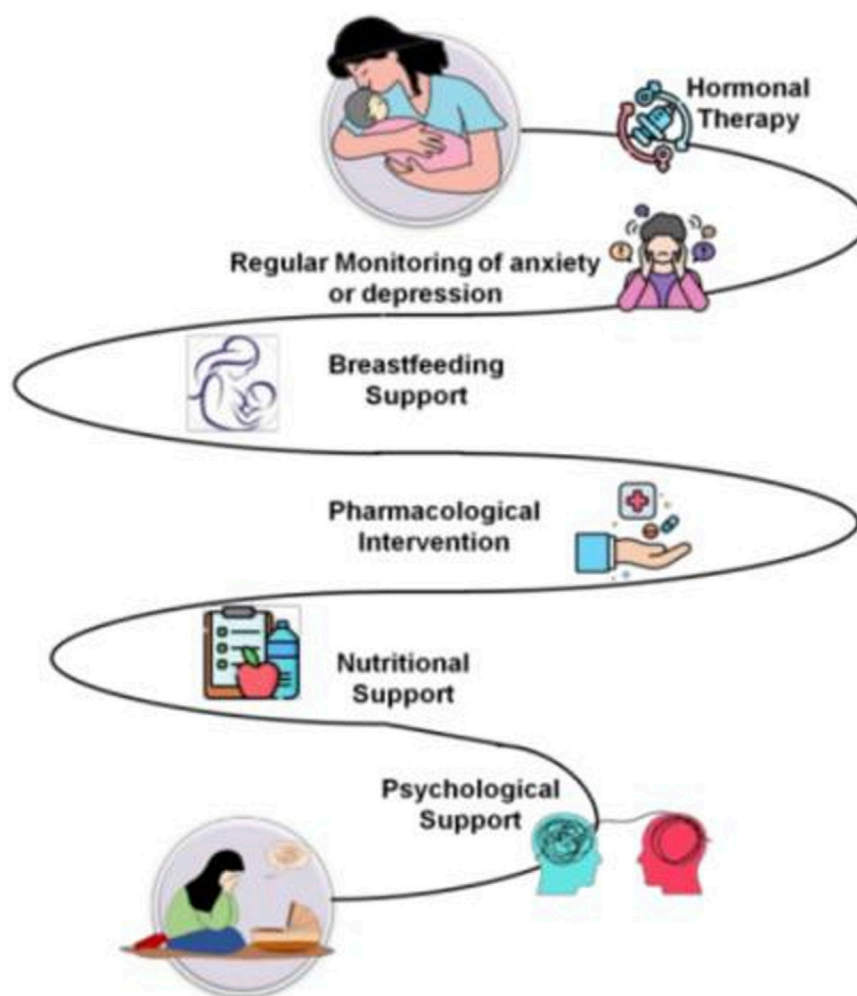 Hormonal
Therapy
Regular Monitoring of anxiety
or depression
Breastfeeding
Support
Pharmacological
Intervention
Nutritional
Support
Psychological
Support